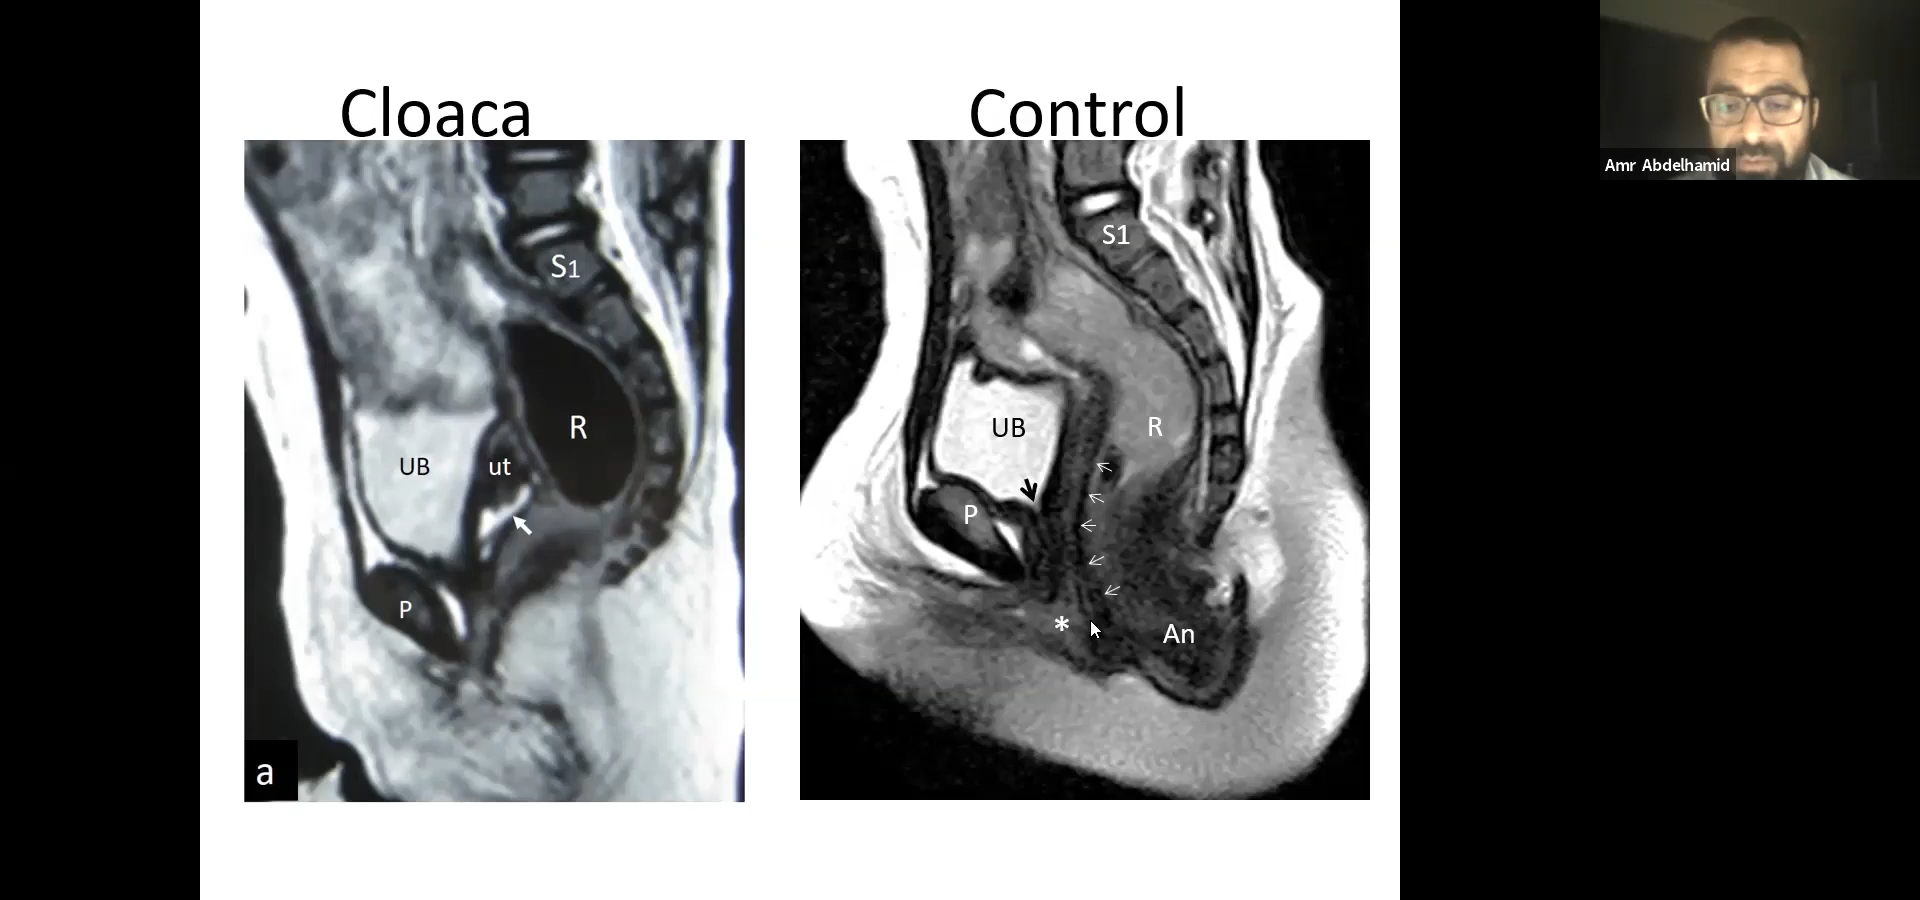 Cloaca
Control
S1
R
UB
ut
P
a
S1
UB
R
P
*
An
Amr Abdelhamid